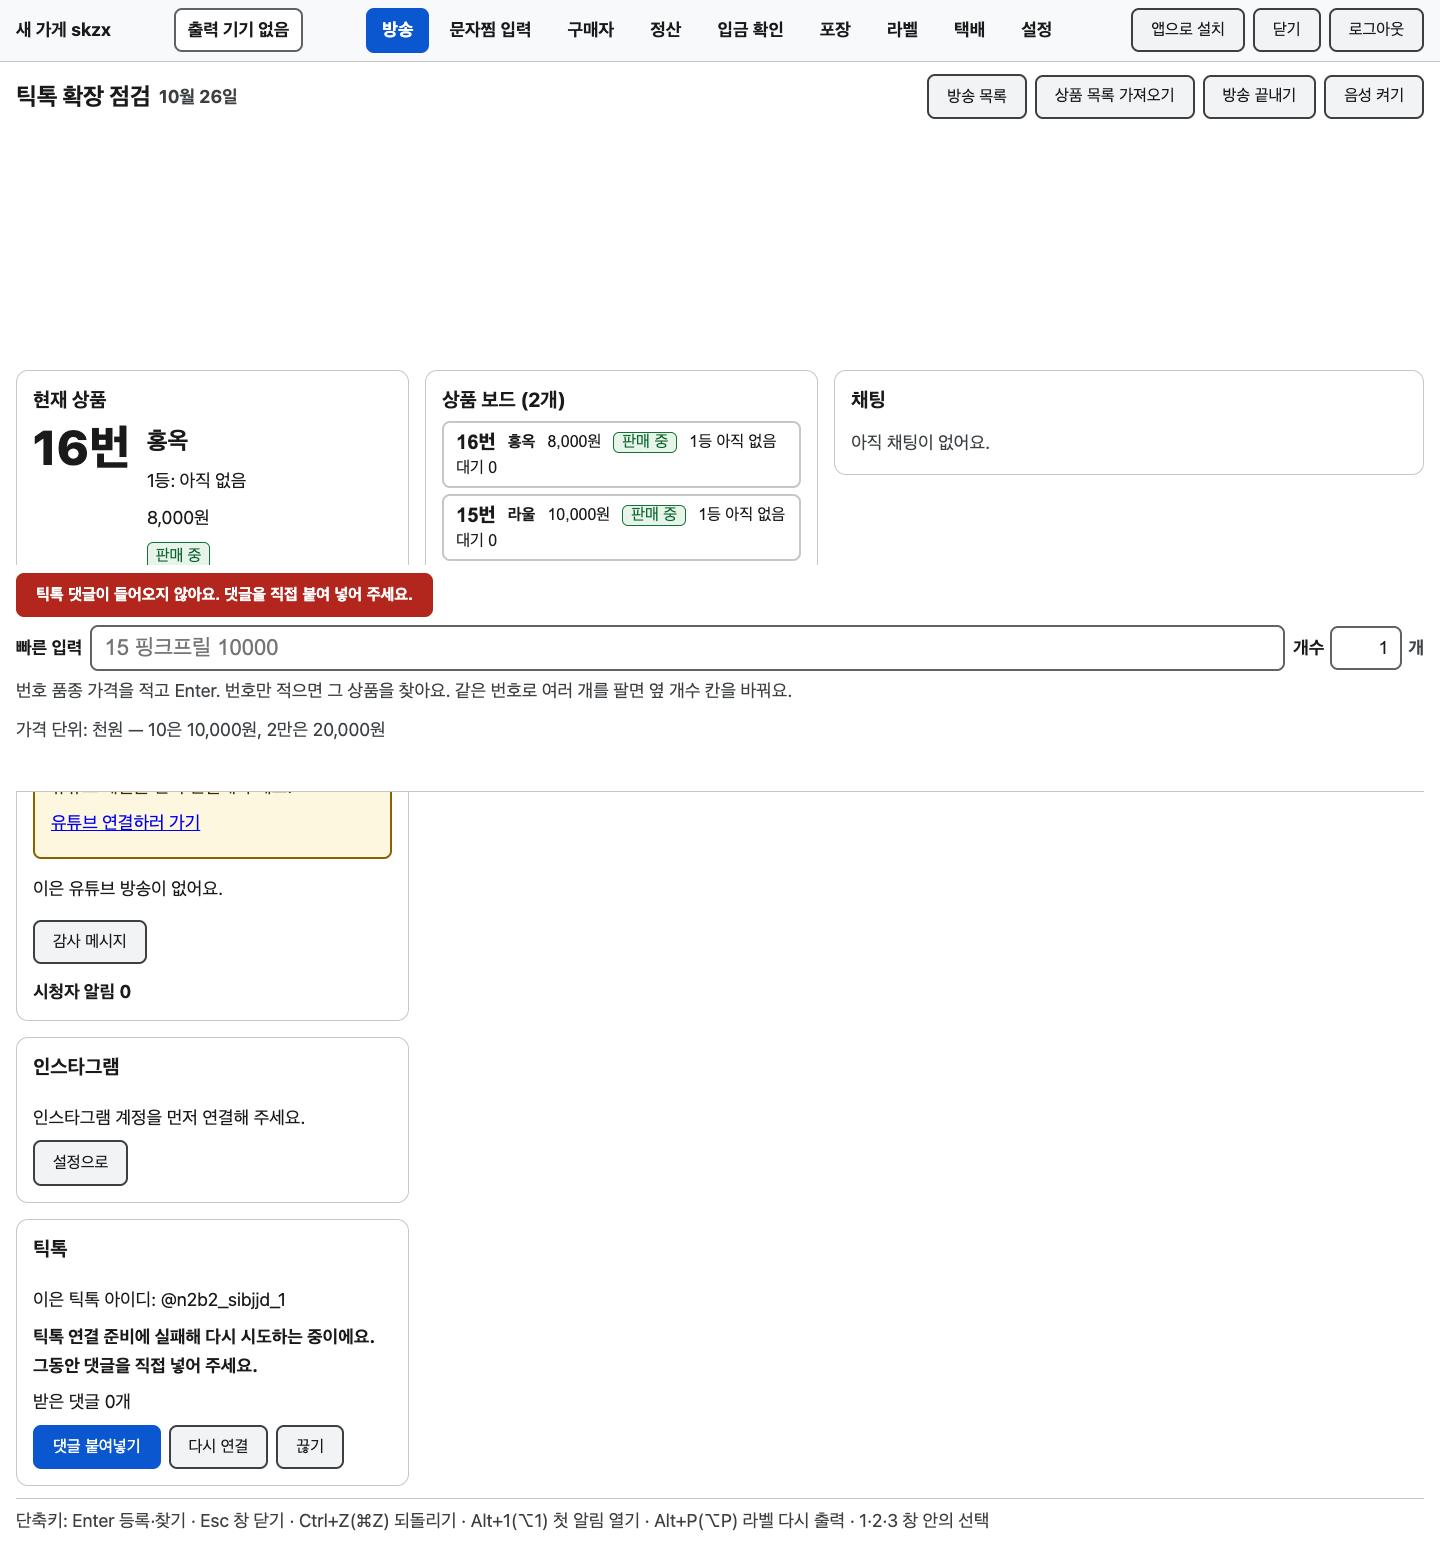 새 가게 skzx
출력 기기 없음
방송
문자찜 입력
구매자
정산
입금 확인
포장
라벨
택배
설정
앱으로 설치
닫기
로그아웃
틱톡 확장 점검 10월 26일
방송 목록
상품 목록 가져오기
방송 끝내기
음성 켜기
현재 상품
16번
홍옥
1등: 아직 없음
8,000원
판매 중
상품 보드 (2개)
16번 홍옥 8,000원 판매 중 1등 아직 없음
대기 0
15번 라울 10,000원 판매 중 1등 아직 없음
대기 0
채팅
아직 채팅이 없어요.
틱톡 댓글이 들어오지 않아요. 댓글을 직접 붙여 넣어 주세요.
빠른 입력
15 핑크프릴 10000
개수
1
개
번호 품종 가격을 적고 Enter. 번호만 적으면 그 상품을 찾아요. 같은 번호로 여러 개를 팔면 옆 개수 칸을 바꿔요.
가격 단위: 천원 — 10은 10,000원, 2만은 20,000원
유튜브 연결하러 가기
이은 유튜브 방송이 없어요.
감사 메시지
시청자 알림 0
인스타그램
인스타그램 계정을 먼저 연결해 주세요.
설정으로
틱톡
이은 틱톡 아이디: @n2b2_sibjjd_1
틱톡 연결 준비에 실패해 다시 시도하는 중이에요.
그동안 댓글을 직접 넣어 주세요.
받은 댓글 0개
댓글 붙여넣기
다시 연결
끊기
단축키: Enter 등록·찾기 · Esc 창 닫기 · Ctrl+Z(⌘Z) 되돌리기 · Alt+1(⌥1) 첫 알림 열기 · Alt+P(⌥P) 라벨 다시 출력 · 1·2·3 창 안의 선택